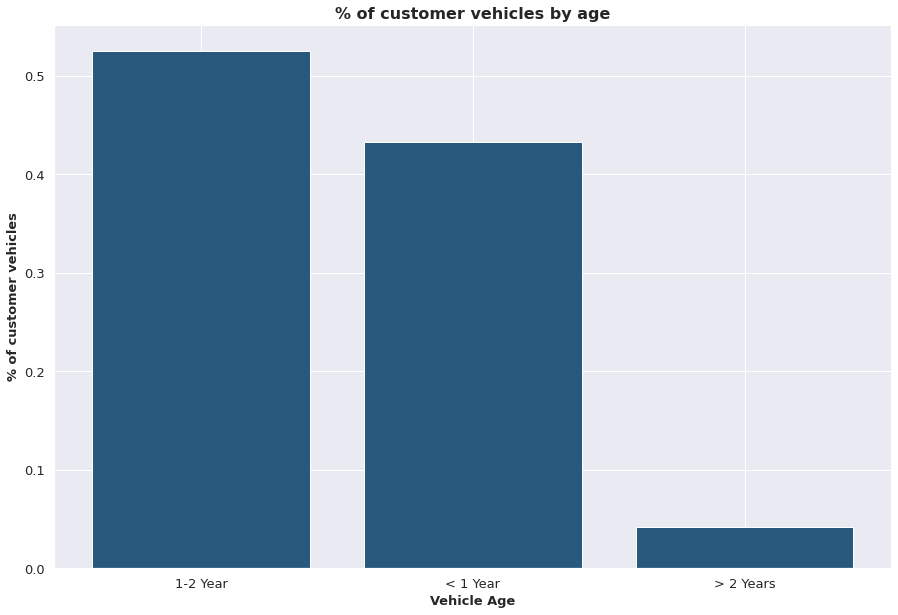 % of customer vehicles by age
% of customer vehicles
0.5
0.4
0.3
0.2
0.1
0.0
1-2 Year
< 1 Year
> 2 Years
Vehicle Age